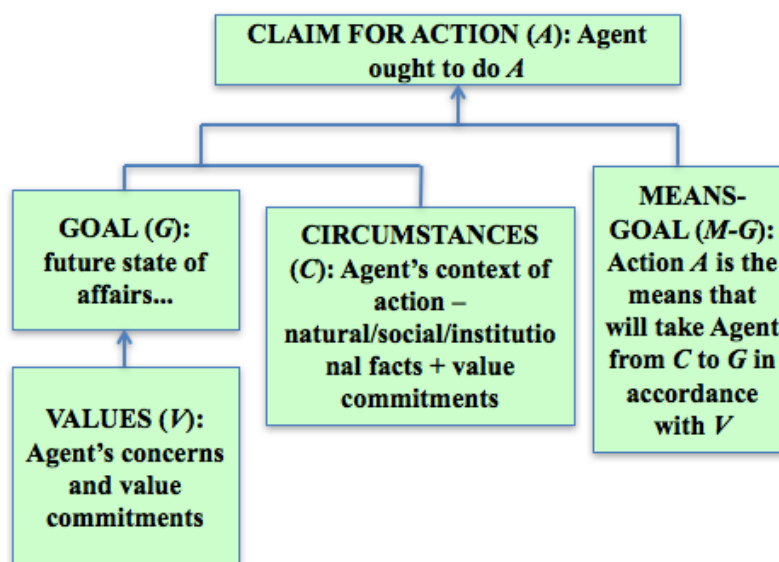 CLAIM FOR ACTION (A): Agent
ought to do A
GOAL (G):
future state of
affairs...
CIRCUMSTANCES
(C): Agent's context of
action –
natural/social/institutio
nal facts + value
commitments
MEANS-
GOAL (M-G):
Action A is the
means that
will take Agent
from C to G in
accordance
with V
VALUES (V):
Agent's concerns
and value
commitments